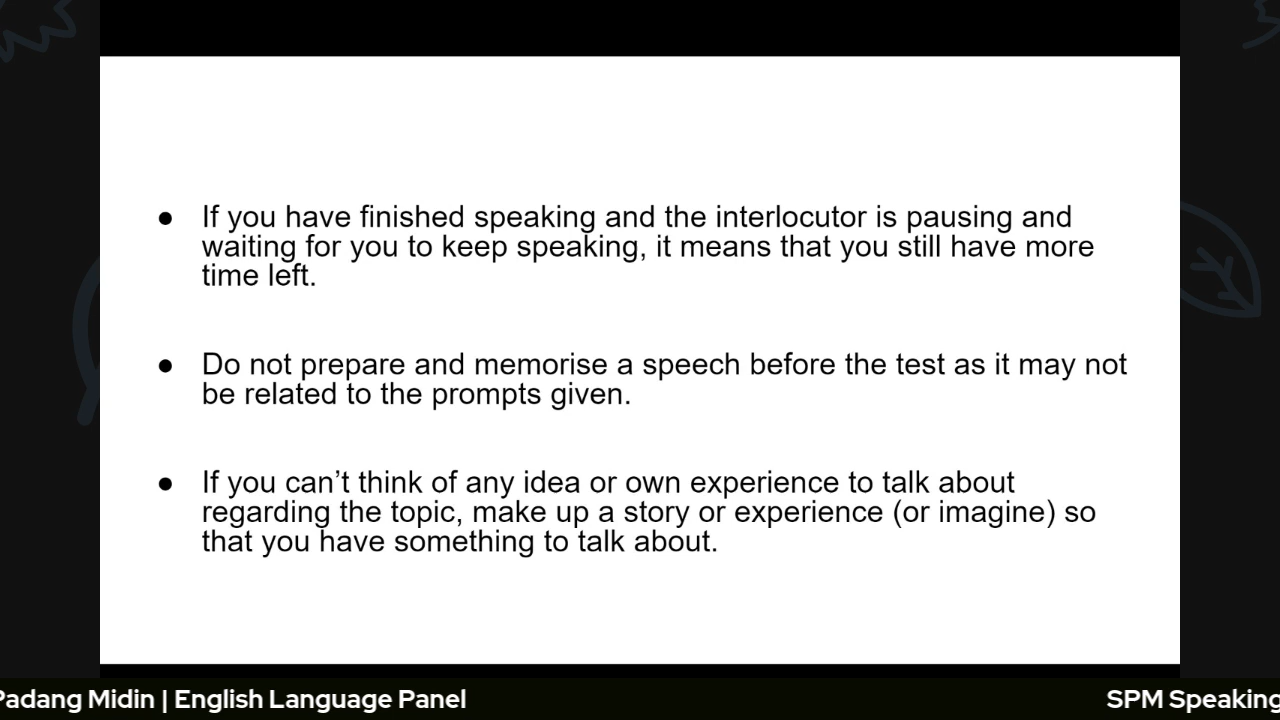 ● If you have finished speaking and the interlocutor is pausing and
waiting for you to keep speaking, it means that you still have more
time left.
● Do not prepare and memorise a speech before the test as it may not
be related to the prompts given.
● If you can’t think of any idea or own experience to talk about
regarding the topic, make up a story or experience (or imagine) so
that you have something to talk about.
Padang Midin | English Language Panel
SPM Speaking